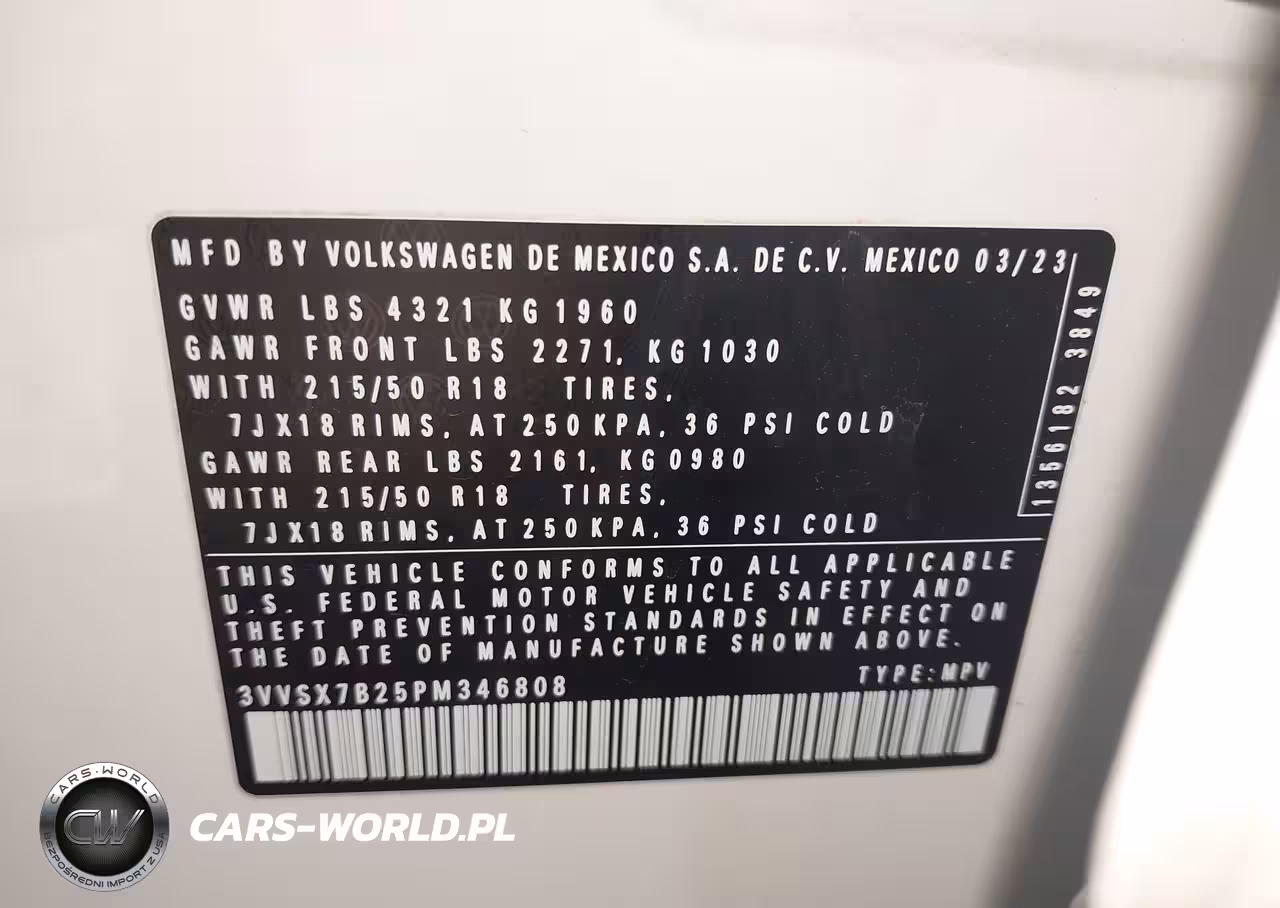 MFD BY VOLKSWAGEN DE MEXICO S.A. DE C.V. MEXICO 03/23
GVWR LBS 4321 KG 1960
GAWR FRONT LBS 2271, KG 1030
WITH 215/50 R18 TIRES,
7JX18 RIMS, AT 250 KPA, 36 PSI COLD
GAWR REAR LBS 2161, KG 0980
WITH 215/50 R18 TIRES,
7JX18 RIMS, AT 250 KPA, 36 PSI COLD
1356182 3849
THIS VEHICLE CONFORMS TO ALL APPLICABLE
U.S. FEDERAL MOTOR VEHICLE SAFETY AND
THEFT PREVENTION STANDARDS IN EFFECT ON
THE DATE OF MANUFACTURE SHOWN ABOVE.
3VVSX7B25PM346808 TYPE:MPV
CARS-WORLD
CW
BEZPOŚREDNI IMPORT Z USA
CARS-WORLD.PL